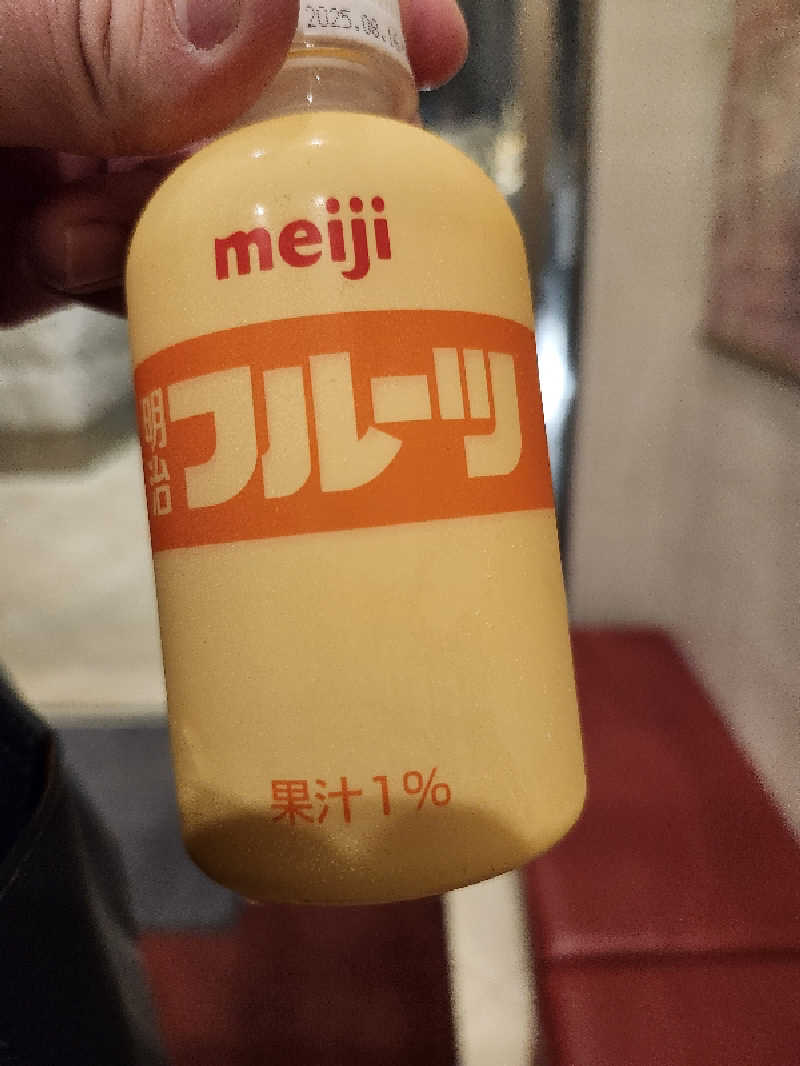 2025.08.
meiji
明治
フルーツ
果汁1%